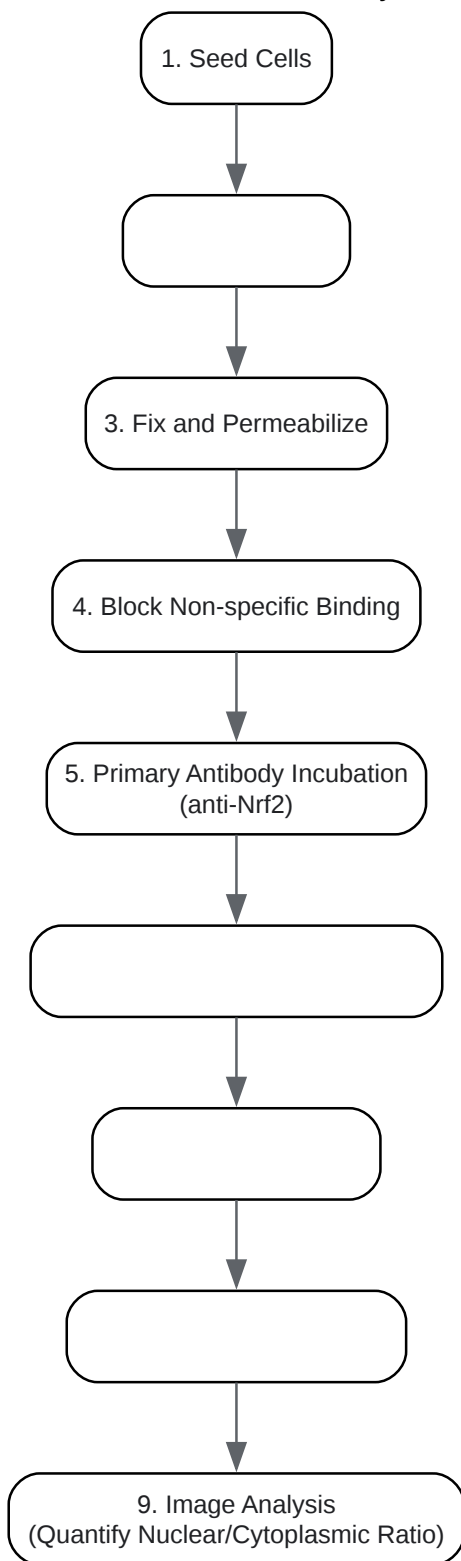 1. Seed Cells
3. Fix and Permeabilize
4. Block Non-specific Binding
5. Primary Antibody Incubation
(anti-Nrf2)
9. Image Analysis
(Quantify Nuclear/Cytoplasmic Ratio)